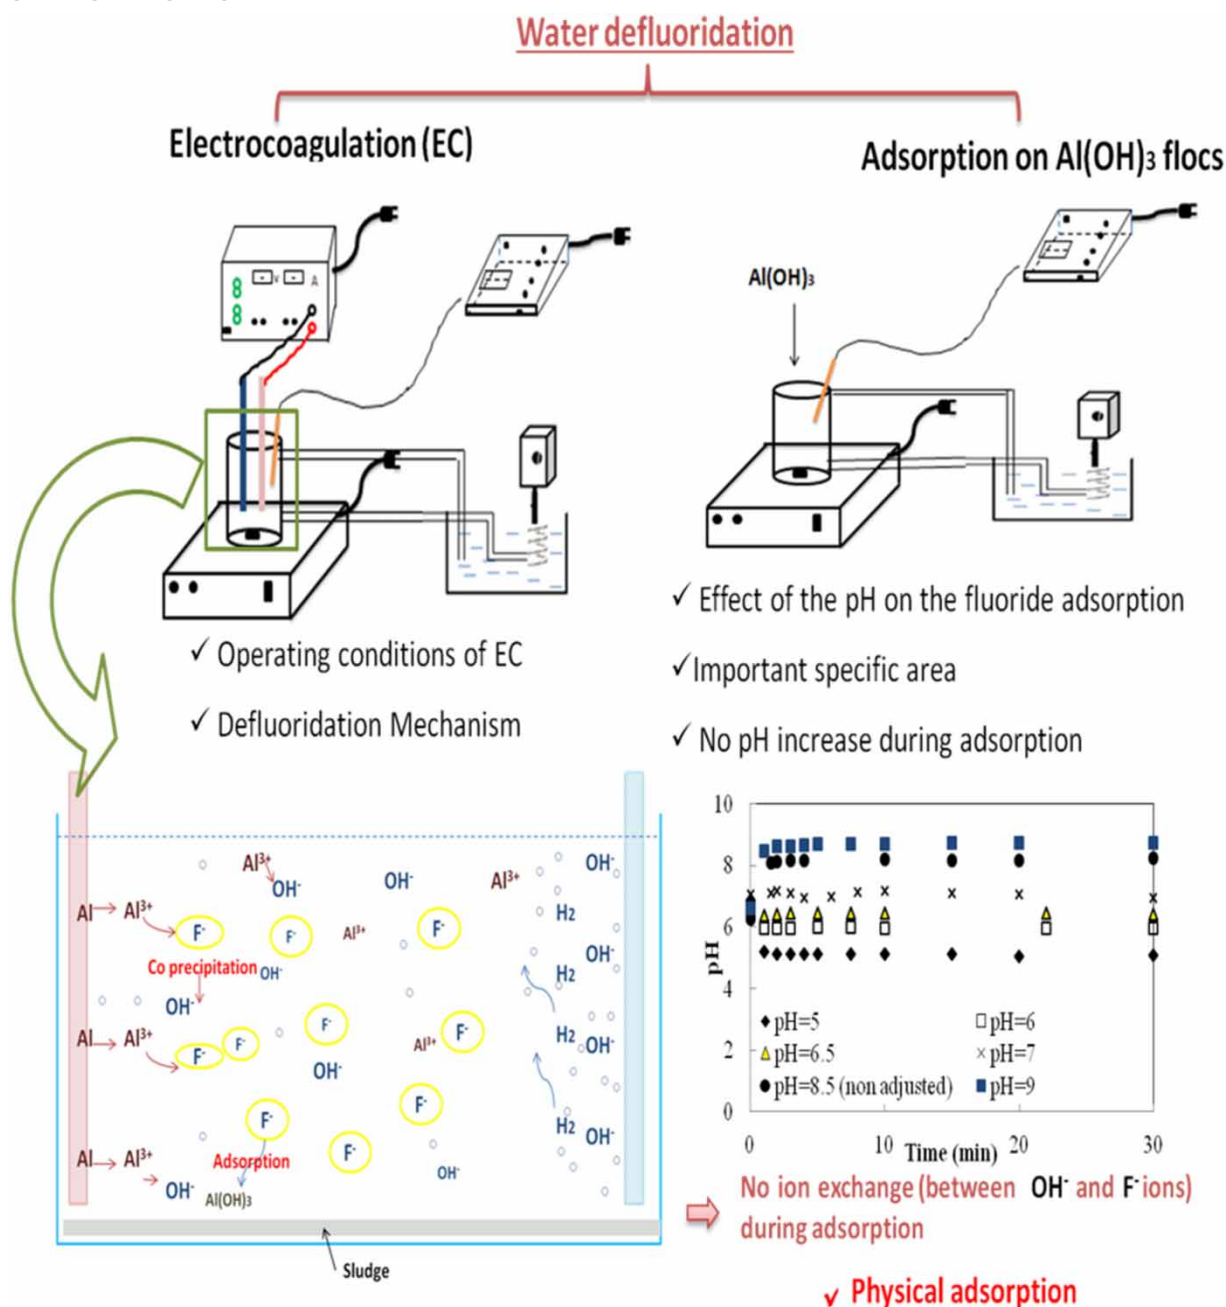 Water defluoridation
Electrocoagulation (EC)
Adsorption on Al(OH)₃ flocs
V A
Al(OH)₃
✓ Operating conditions of EC
✓ Defluoridation Mechanism
✓ Effect of the pH on the fluoride adsorption
✓Important specific area
✓ No pH increase during adsorption
Al³⁺ OH⁻ OH⁻ Al³⁺ OH⁻
Al Al³⁺ F⁻ F⁻ Al³⁺ F⁻ H2
Co precipitation OH⁻ H2 OH⁻
OH⁻
Al Al³⁺ F⁻ F⁻ F⁻ Al³⁺ F⁻ H2 OH⁻
OH⁻
F⁻ F⁻ H2 OH⁻
Al Al³⁺ Adsorption F⁻ OH⁻
OH⁻ Al(OH)₃
Sludge
10
8
6
4
2
0
pH
◆ pH=5 □ pH=6
▲ pH=6.5 × pH=7
● pH=8.5 (non adjusted) ■ pH=9
0 10 20 30
Time (min)
No ion exchange (between OH⁻ and F⁻ ions)
during adsorption
✓ Physical adsorption